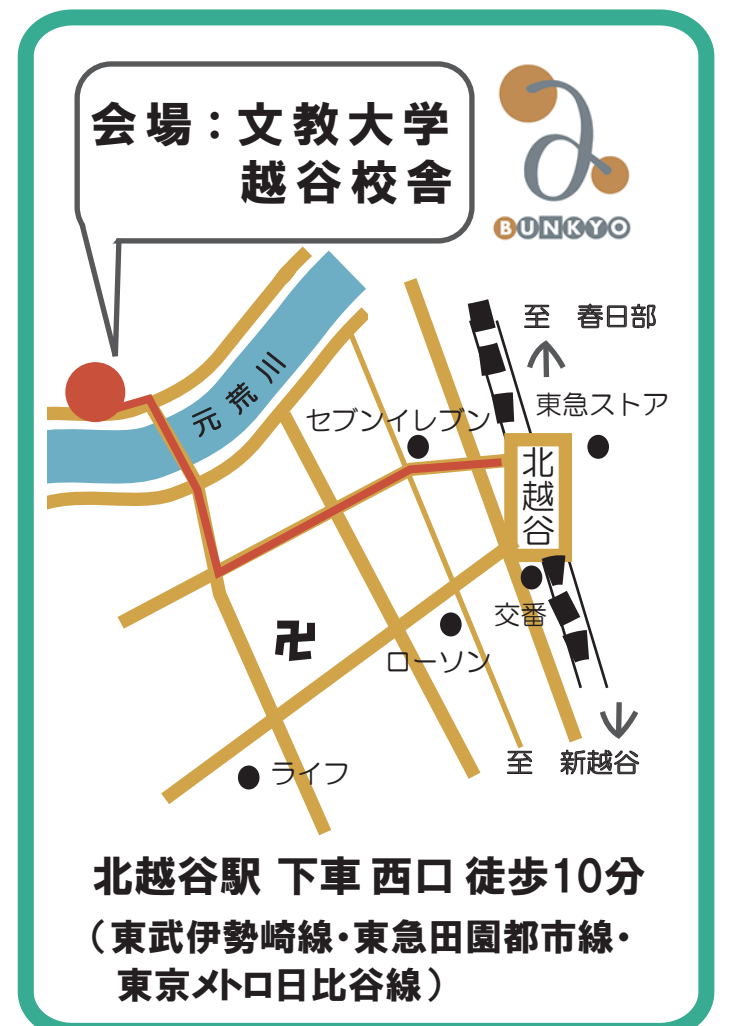 会場：文教大学
越谷校舎
BUNKYO
至　春日部
東急ストア
元荒川
セブンイレブン
北越谷
交番
卍
ローソン
至　新越谷
ライフ
北越谷駅 下車 西口 徒歩10分
（東武伊勢崎線・東急田園都市線・
東京メトロ日比谷線）